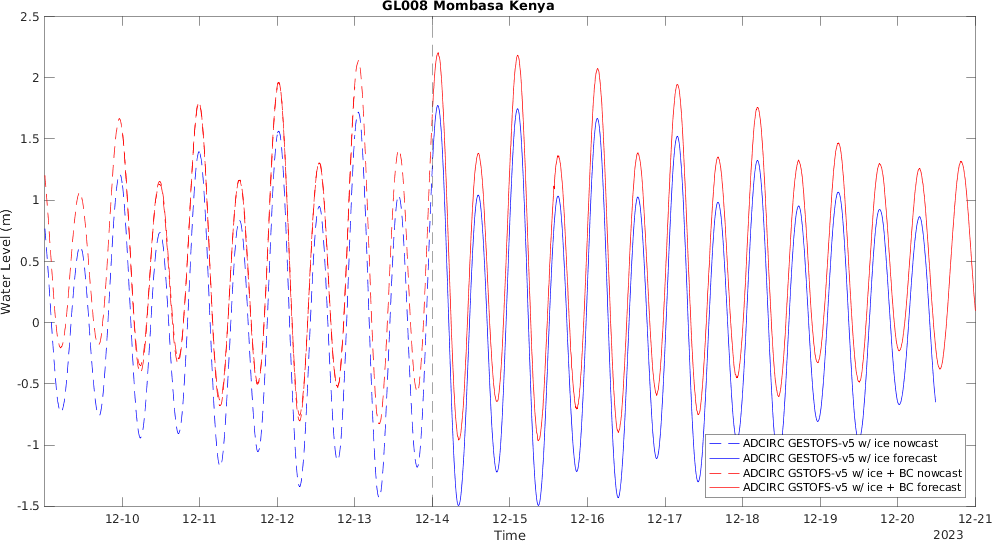 GL008 Mombasa Kenya
Water Level (m)
2.5
2
1.5
1
0.5
0
-0.5
-1
-1.5
ADCIRC GESTOFS-v5 w/ ice nowcast
ADCIRC GESTOFS-v5 w/ ice forecast
ADCIRC GSTOFS-v5 w/ ice + BC nowcast
ADCIRC GSTOFS-v5 w/ ice + BC forecast
12-10 12-11 12-12 12-13 12-14 12-15 12-16 12-17 12-18 12-19 12-20 12-21
Time
2023